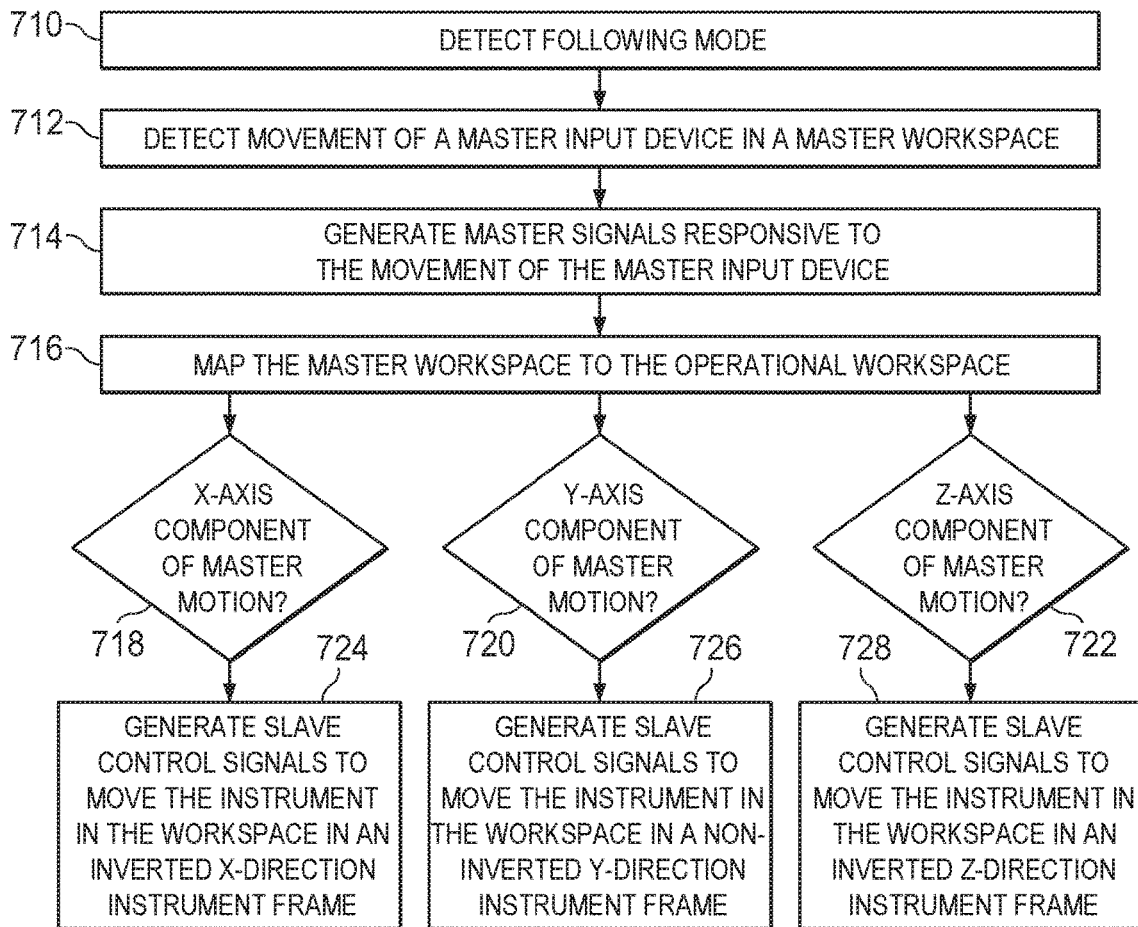 710
DETECT FOLLOWING MODE
712
DETECT MOVEMENT OF A MASTER INPUT DEVICE IN A MASTER WORKSPACE
714
GENERATE MASTER SIGNALS RESPONSIVE TO
THE MOVEMENT OF THE MASTER INPUT DEVICE
716
MAP THE MASTER WORKSPACE TO THE OPERATIONAL WORKSPACE
X-AXIS
COMPONENT
OF MASTER
MOTION?
718
Y-AXIS
COMPONENT
OF MASTER
MOTION?
720
Z-AXIS
COMPONENT
OF MASTER
MOTION?
722
724
GENERATE SLAVE
CONTROL SIGNALS TO
MOVE THE INSTRUMENT
IN THE WORKSPACE IN AN
INVERTED X-DIRECTION
INSTRUMENT FRAME
726
GENERATE SLAVE
CONTROL SIGNALS TO
MOVE THE INSTRUMENT IN
THE WORKSPACE IN A NON-
INVERTED Y-DIRECTION
INSTRUMENT FRAME
728
GENERATE SLAVE
CONTROL SIGNALS TO
MOVE THE INSTRUMENT IN
THE WORKSPACE IN AN
INVERTED Z-DIRECTION
INSTRUMENT FRAME